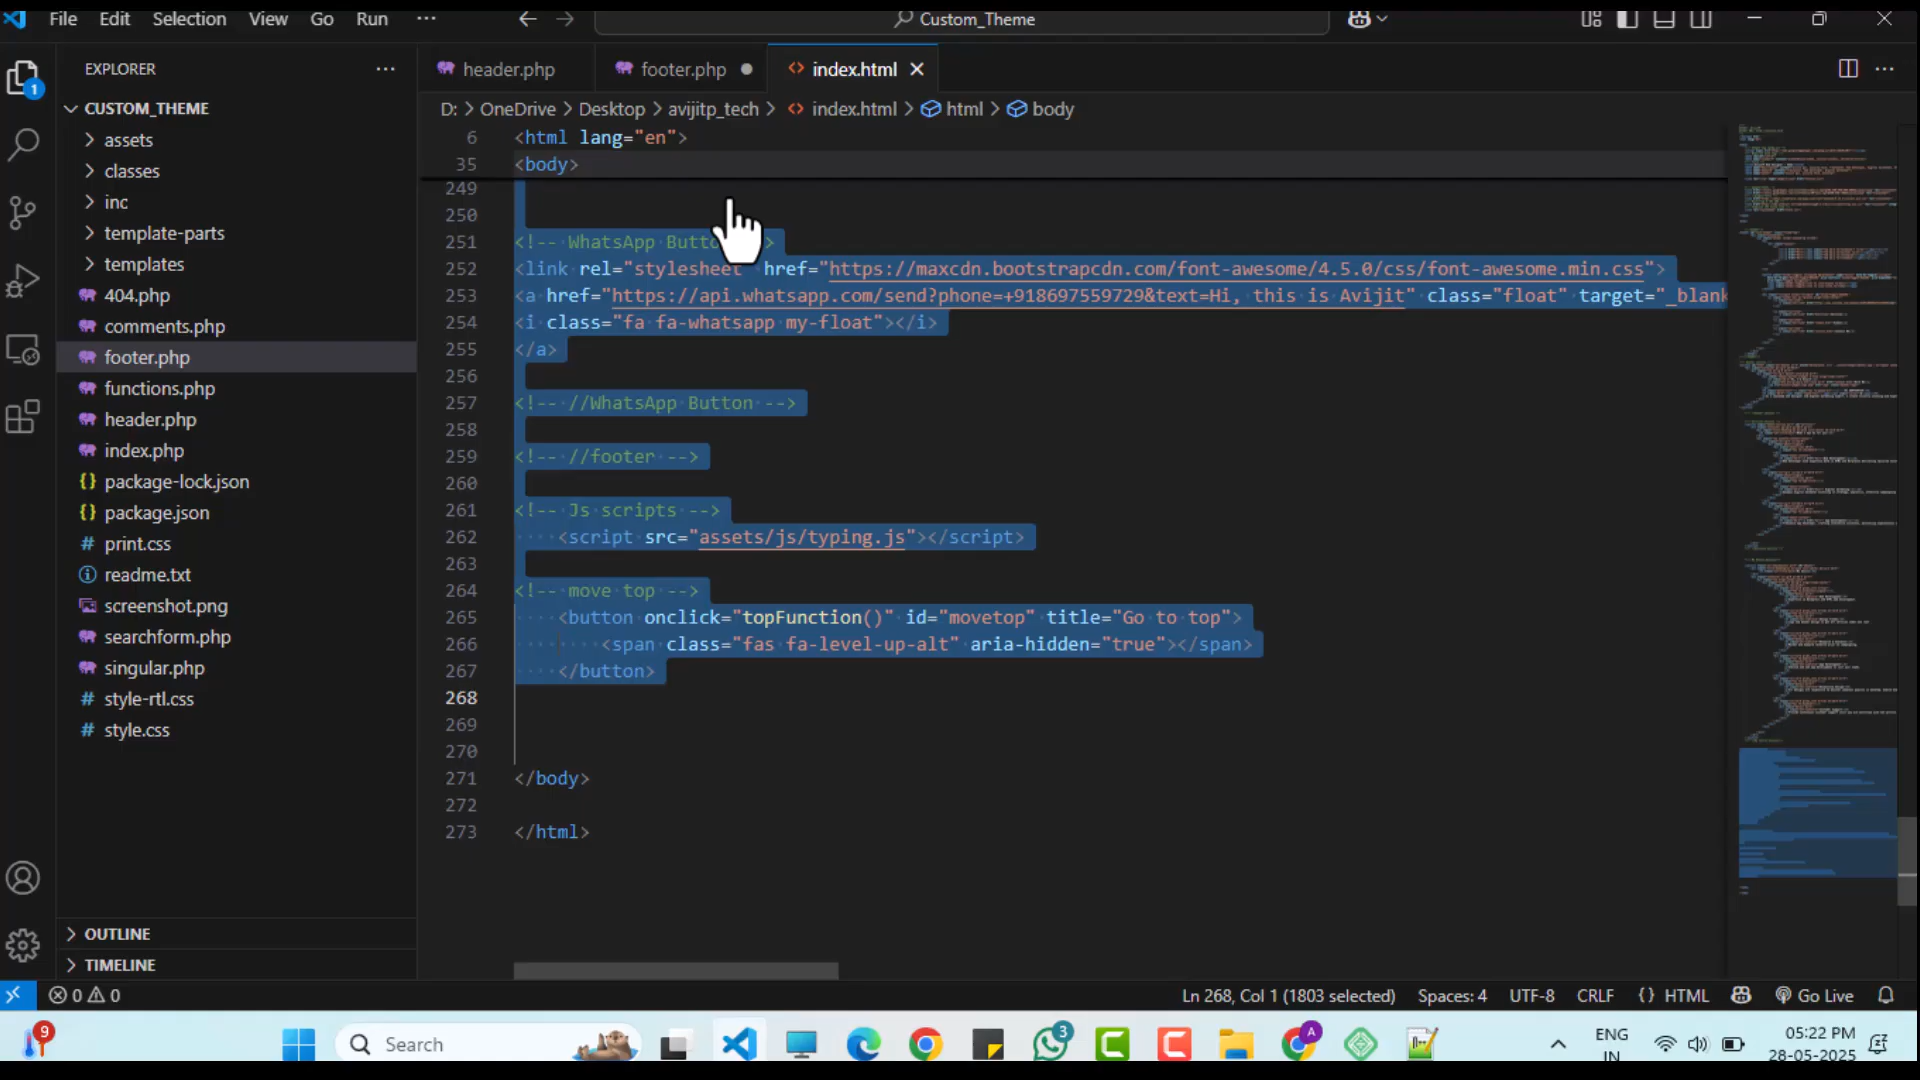 File Edit Selection View Go Run ··· Custom_Theme
EXPLORER ···
header.php footer.php index.html
D: > OneDrive > Desktop > avijitp_tech > index.html > html > body
1
CUSTOM_THEME
assets
classes
inc
template-parts
templates
404.php
comments.php
footer.php
functions.php
header.php
index.php
package-lock.json
package.json
print.css
readme.txt
screenshot.png
searchform.php
singular.php
style-rtl.css
style.css
OUTLINE
TIMELINE
6 <html lang="en">
35 <body>
249
250
251 <!-- WhatsApp Butto >
252 <link rel="stylesheet" href="https://maxcdn.bootstrapcdn.com/font-awesome/4.5.0/css/font-awesome.min.css">
253 <a href="https://api.whatsapp.com/send?phone=+918697559729&text=Hi, this is Avijit" class="float" target="_blank
254 <i class="fa fa-whatsapp my-float"></i>
255 </a>
256
257 <!-- //WhatsApp Button -->
258
259 <!-- //footer -->
260
261 <!-- Js scripts -->
262 <script src="assets/js/typing.js"></script>
263
264 <!-- move top -->
265 <button onclick="topFunction()" id="movetop" title="Go to top">
266 <span class="fas fa-level-up-alt" aria-hidden="true"></span>
267 </button>
268
269
270
271 </body>
272
273 </html>
0 0 Ln 268, Col 1 (1803 selected) Spaces: 4 UTF-8 CRLF {} HTML Go Live
9 Search 3 A ENG
IN
05:22 PM
28-05-2025